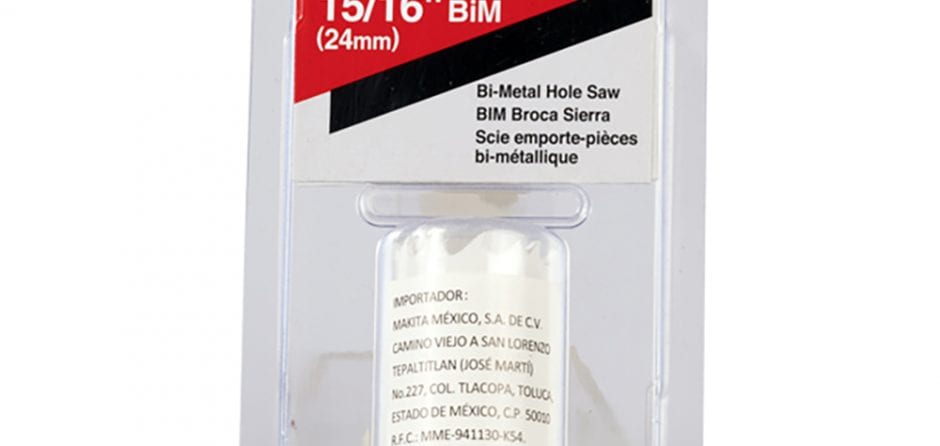 15/16" BiM
(24mm)
Bi-Metal Hole Saw
BIM Broca Sierra
Scie emporte-pièces
bi-métallique
IMPORTADOR:
MAKITA MÉXICO, S.A. DE C.V.
CAMINO VIEJO A SAN LORENZO
TEPALTITLAN (JOSÉ MARTÍ)
No.227, COL. TLACOPA, TOLUCA,
ESTADO DE MÉXICO, C.P. 50010
R.F.C.: MME-941130-K54.